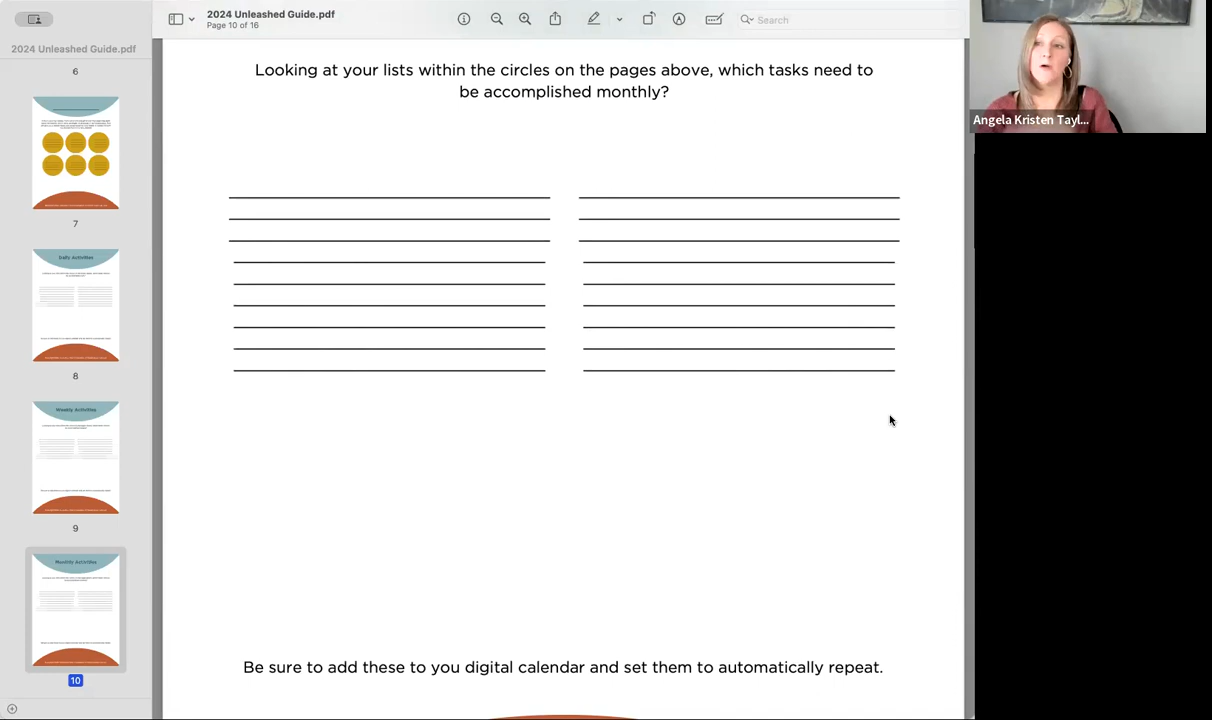 2024 Unleashed Guide.pdf
Page 10 of 16
Search
2024 Unleashed Guide.pdf
6
7
Daily Activities
8
Weekly Activities
9
Monthly Activities
10
Looking at your lists within the circles on the pages above, which tasks need to
be accomplished monthly?
Be sure to add these to you digital calendar and set them to automatically repeat.
Angela Kristen Tayl...